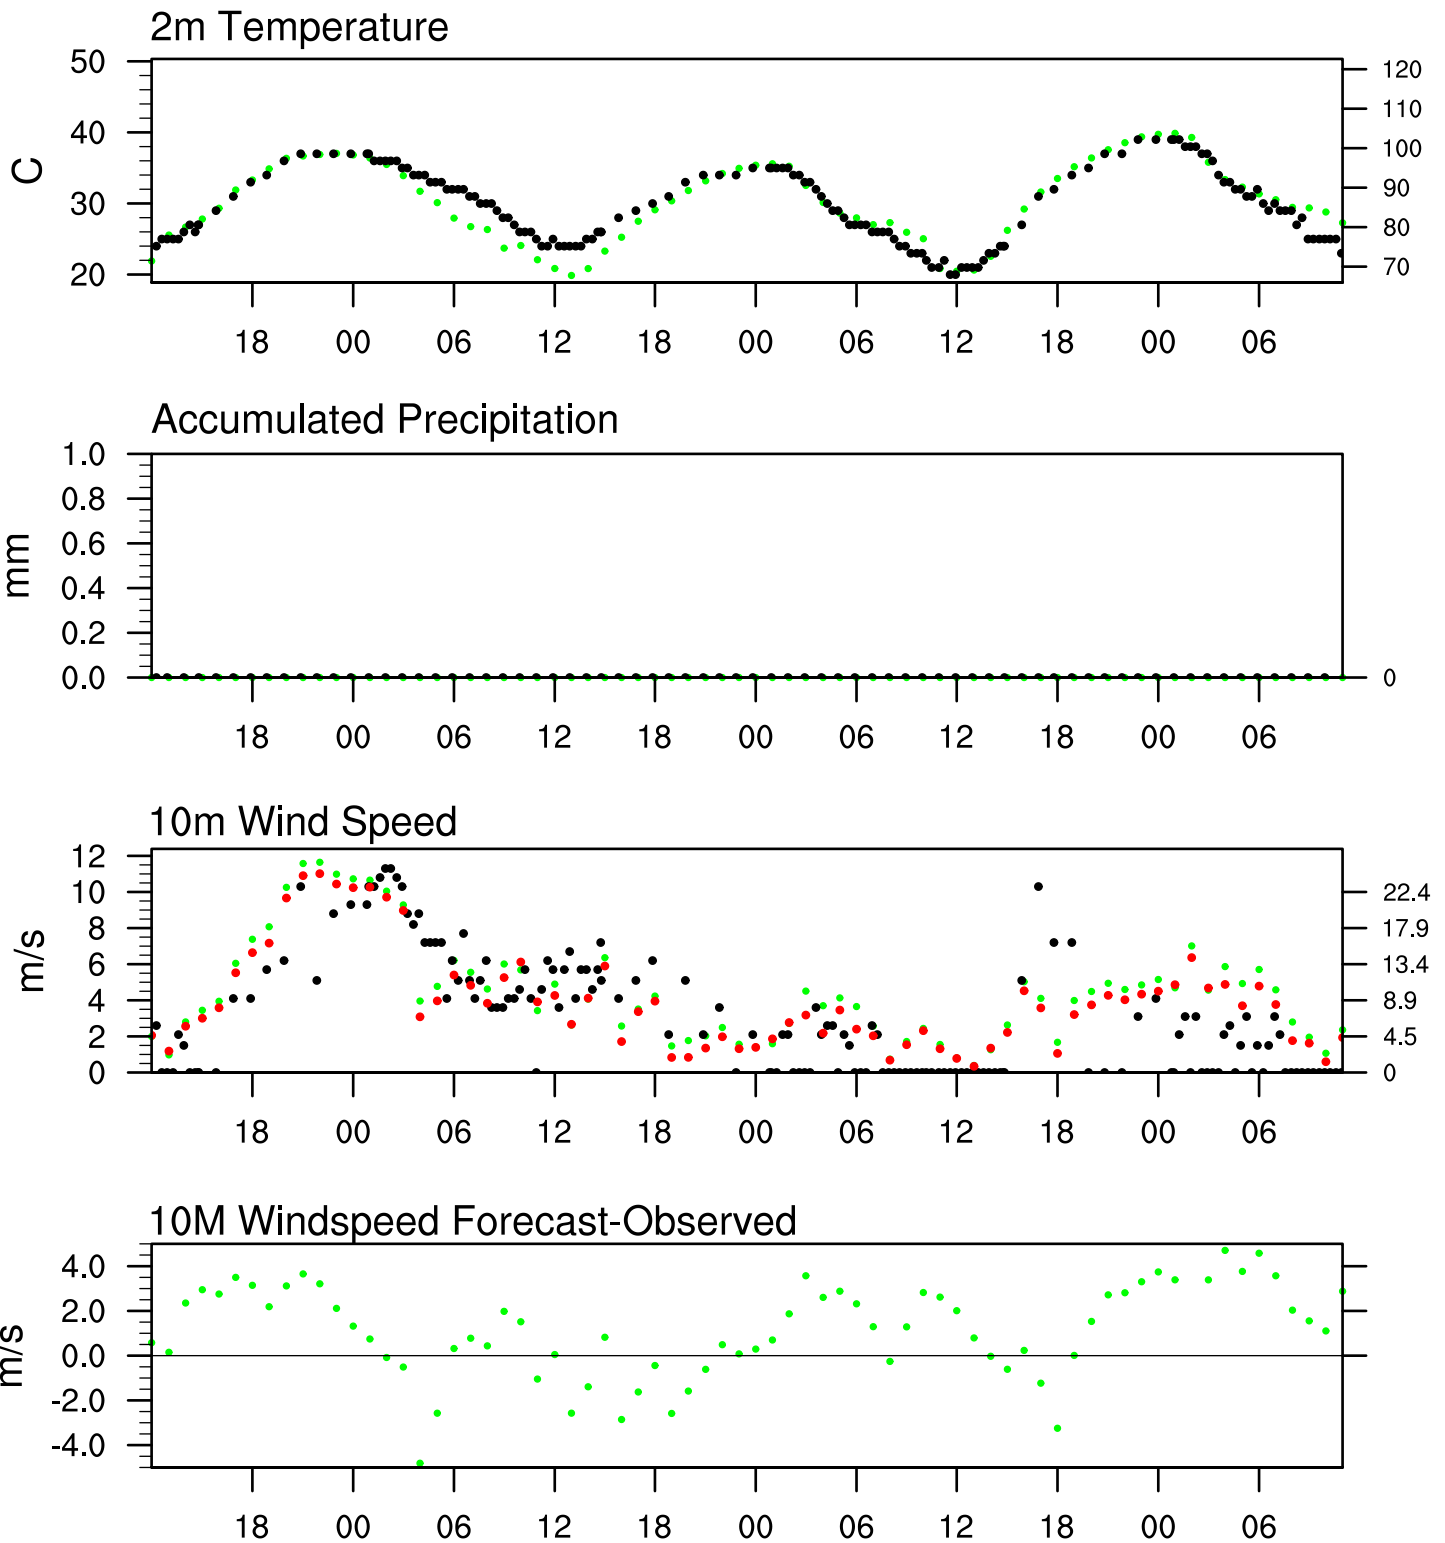 2m Temperature
50
40
30
20
C
120
110
100
90
80
70
18 00 06 12 18 00 06 12 18 00 06
Accumulated Precipitation
1.0
0.8
0.6
0.4
0.2
0.0
mm
0
18 00 06 12 18 00 06 12 18 00 06
10m Wind Speed
12
10
8
6
4
2
0
m/s
22.4
17.9
13.4
8.9
4.5
0
18 00 06 12 18 00 06 12 18 00 06
10M Windspeed Forecast-Observed
4.0
2.0
0.0
-2.0
-4.0
m/s
18 00 06 12 18 00 06 12 18 00 06